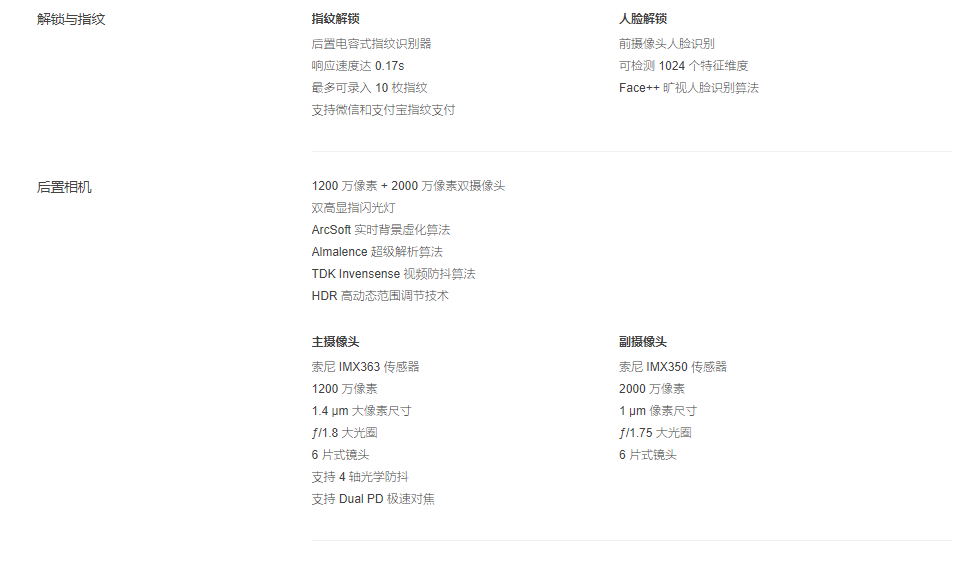 解锁与指纹
指纹解锁
后置电容式指纹识别器
响应速度达 0.17s
最多可录入 10 枚指纹
支持微信和支付宝指纹支付
人脸解锁
前摄像头人脸识别
可检测 1024 个特征维度
Face++ 旷视人脸识别算法
后置相机
1200 万像素 + 2000 万像素双摄像头
双高显指闪光灯
ArcSoft 实时背景虚化算法
Almalence 超级解析算法
TDK Invensense 视频防抖算法
HDR 高动态范围调节技术
主摄像头
索尼 IMX363 传感器
1200 万像素
1.4 μm 大像素尺寸
ƒ/1.8 大光圈
6 片式镜头
支持 4 轴光学防抖
支持 Dual PD 极速对焦
副摄像头
索尼 IMX350 传感器
2000 万像素
1 μm 像素尺寸
ƒ/1.75 大光圈
6 片式镜头